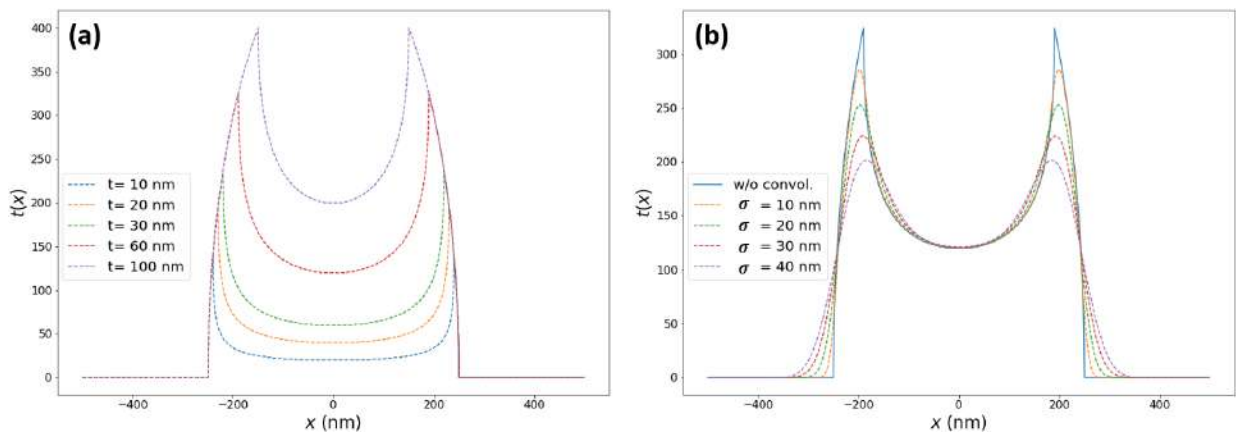 (a)
t(x)
400
350
300
250
200
150
100
50
0
t= 10 nm
t= 20 nm
t= 30 nm
t= 60 nm
t= 100 nm
−400
−200
0
200
400
x (nm)
(b)
t(x)
300
250
200
150
100
50
0
w/o convol.
σ = 10 nm
σ = 20 nm
σ = 30 nm
σ = 40 nm
−400
−200
0
200
400
x (nm)